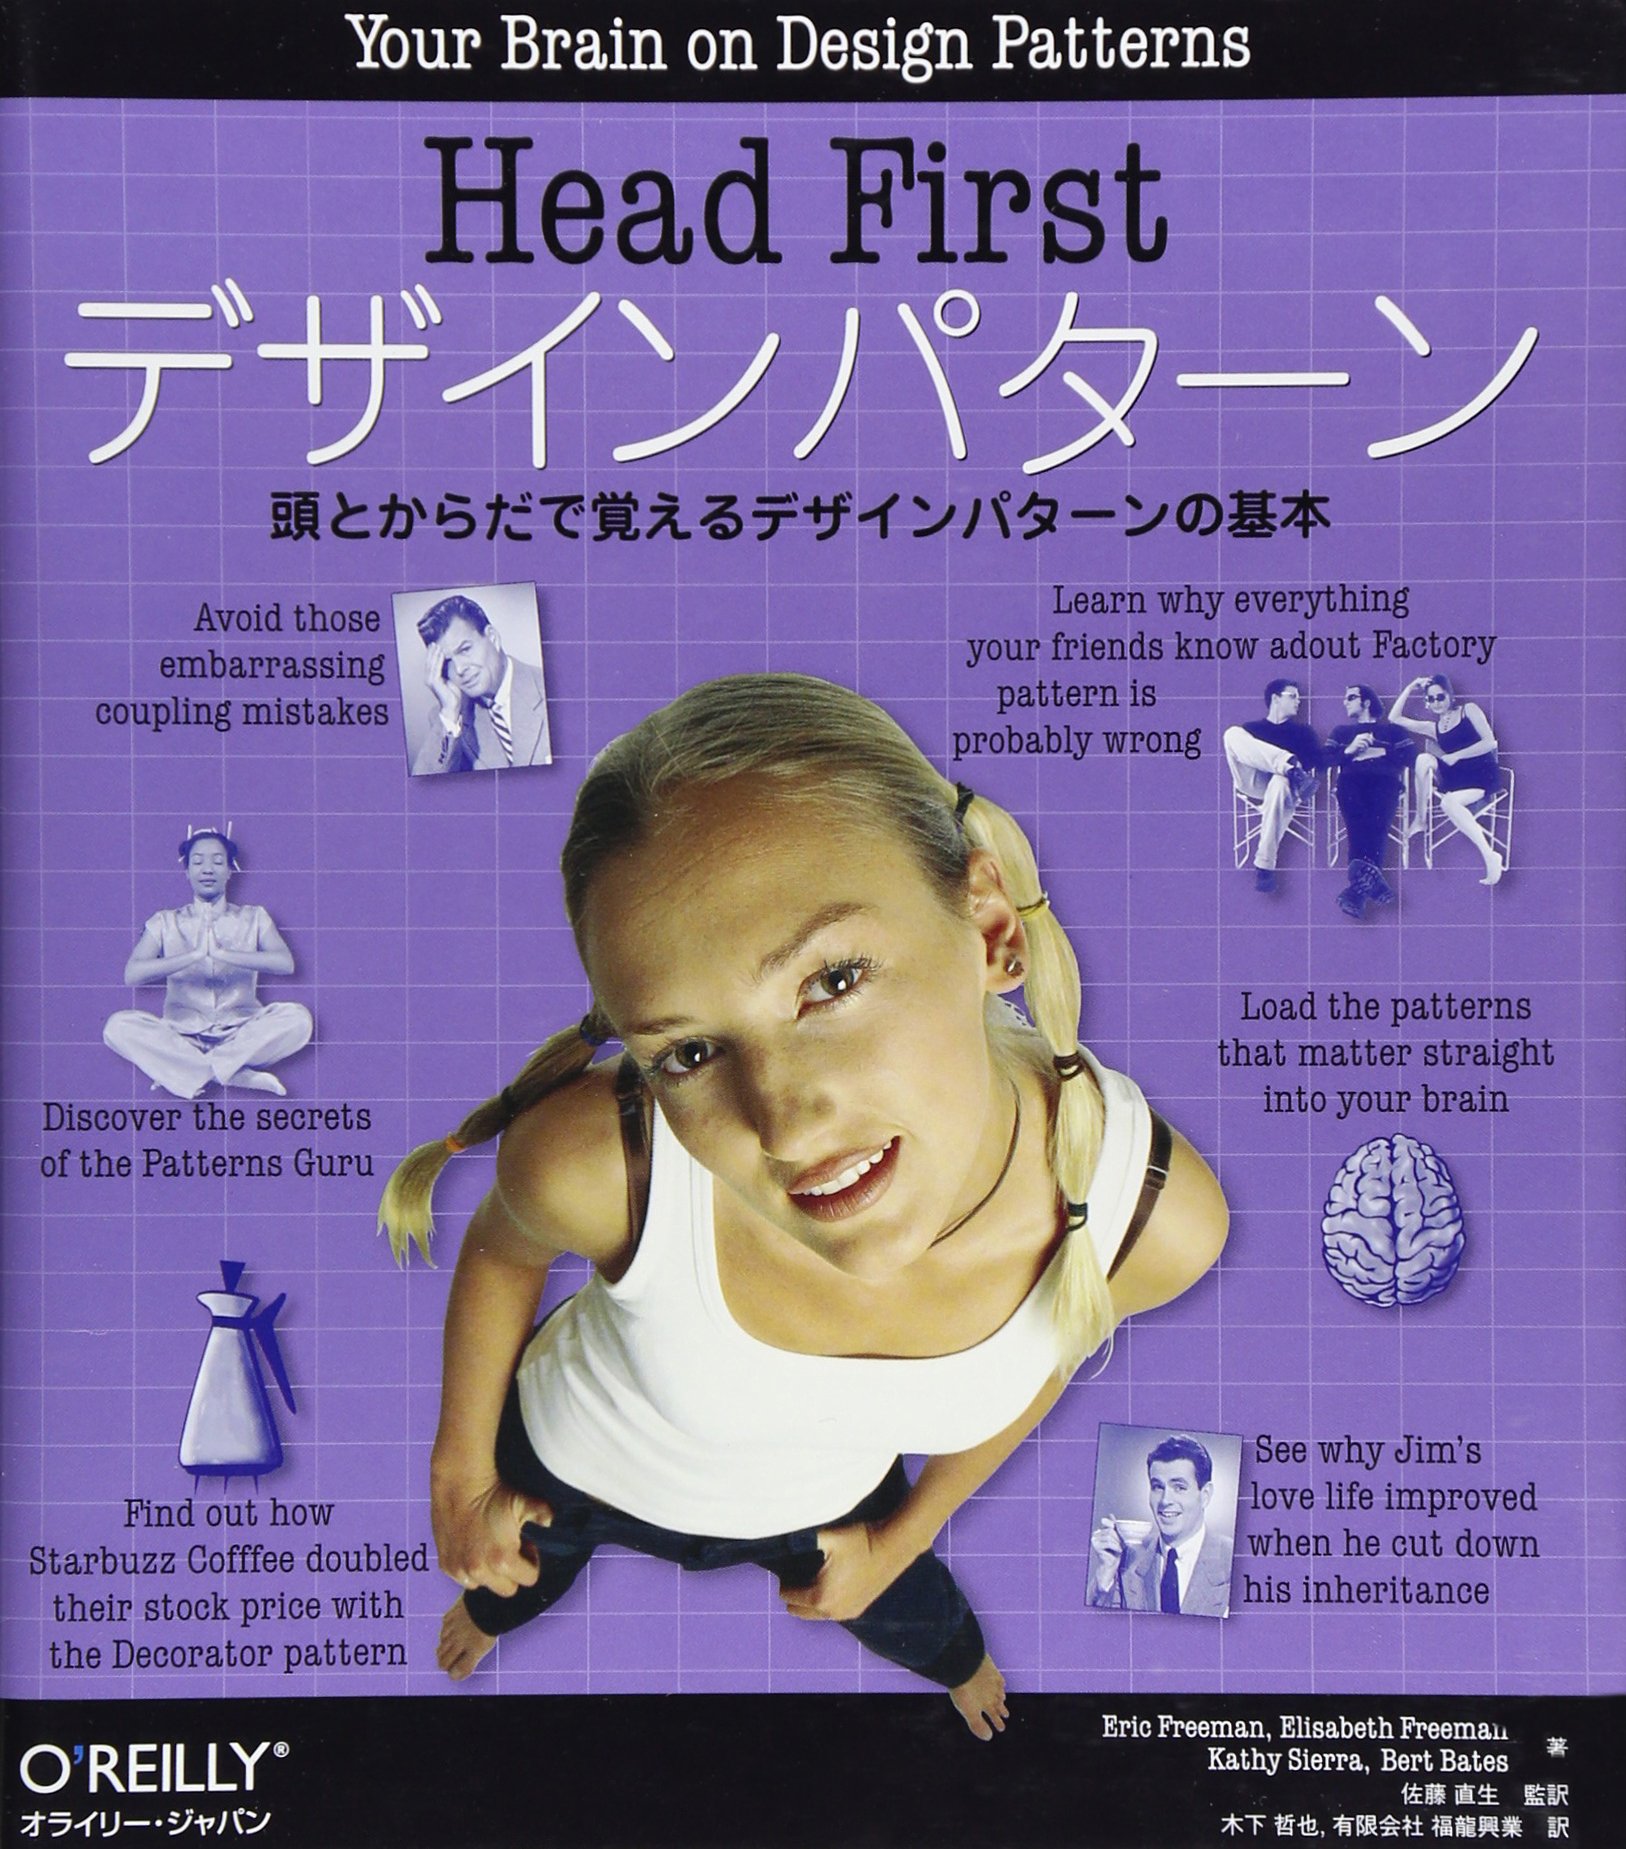 Your Brain on Design Patterns
Head First
デザインパターン
頭とからだで覚えるデザインパターンの基本
Avoid those
embarrassing
coupling mistakes
Learn why everything
your friends know adout Factory
pattern is
probably wrong
Discover the secrets
of the Patterns Guru
Load the patterns
that matter straight
into your brain
Find out how
Starbuzz Cofffee doubled
their stock price with
the Decorator pattern
See why Jim's
love life improved
when he cut down
his inheritance
O'REILLY®
オライリー・ジャパン
Eric Freeman, Elisabeth Freeman
Kathy Sierra, Bert Bates 著
佐藤 直生 監訳
木下 哲也, 有限会社 福龍興業 訳